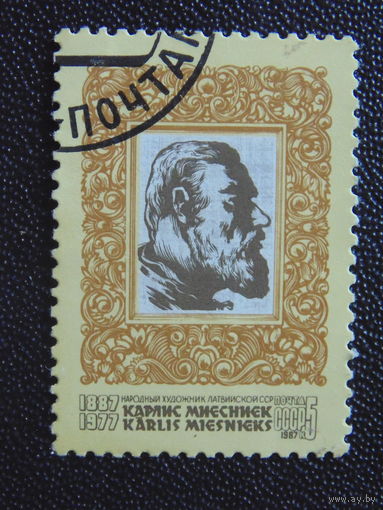 ПОЧТА
1887
1977
НАРОДНЫЙ ХУДОЖНИК ЛАТВИЙСКОЙ ССР
КАРЛИС МИЕСНИЕК
KĀRLIS MIESNIEKS
ПОЧТА
СССР
1987
5
К
www.ay.by